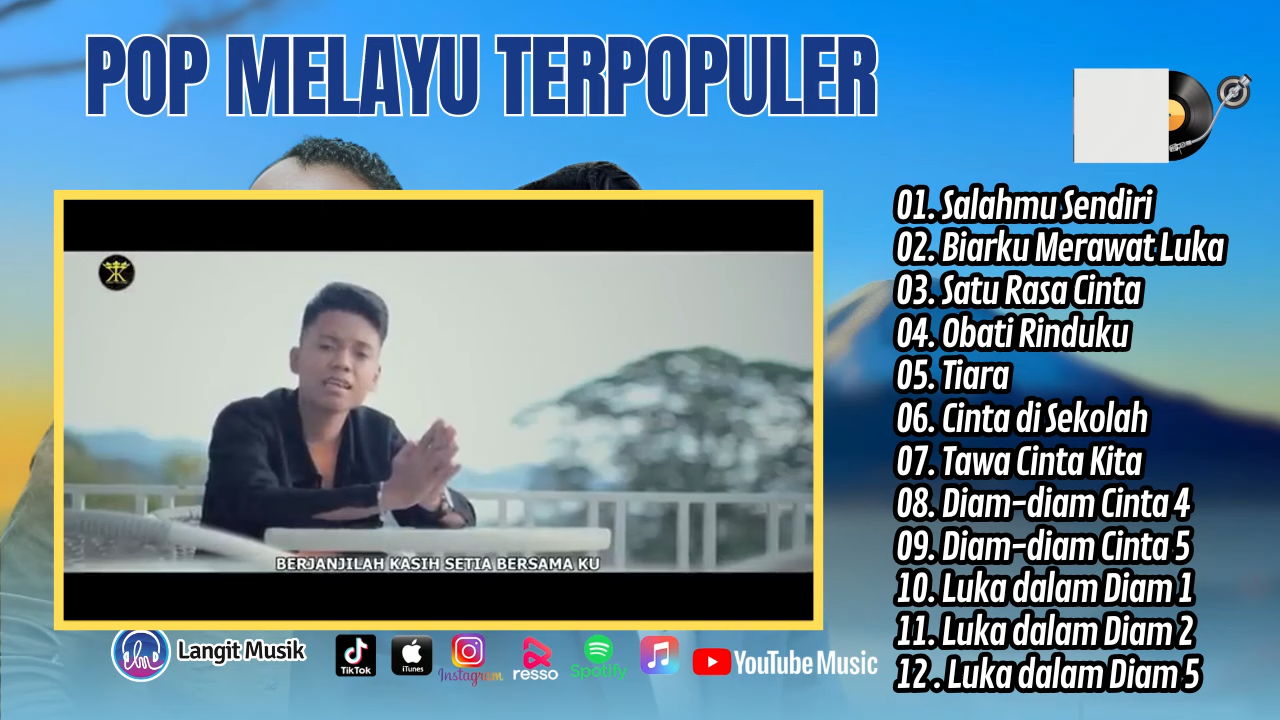 POP MELAYU TERPOPULER
01. Salahmu Sendiri
02. Biarku Merawat Luka
03. Satu Rasa Cinta
04. Obati Rinduku
05. Tiara
06. Cinta di Sekolah
07. Tawa Cinta Kita
08. Diam-diam Cinta 4
09. Diam-diam Cinta 5
10. Luka dalam Diam 1
11. Luka dalam Diam 2
12 . Luka dalam Diam 5
BERJANJILAH KASIH SETIA BERSAMA KU
Langit Musik
TikTok
iTunes
Instagram
resso
Spotify
YouTube Music